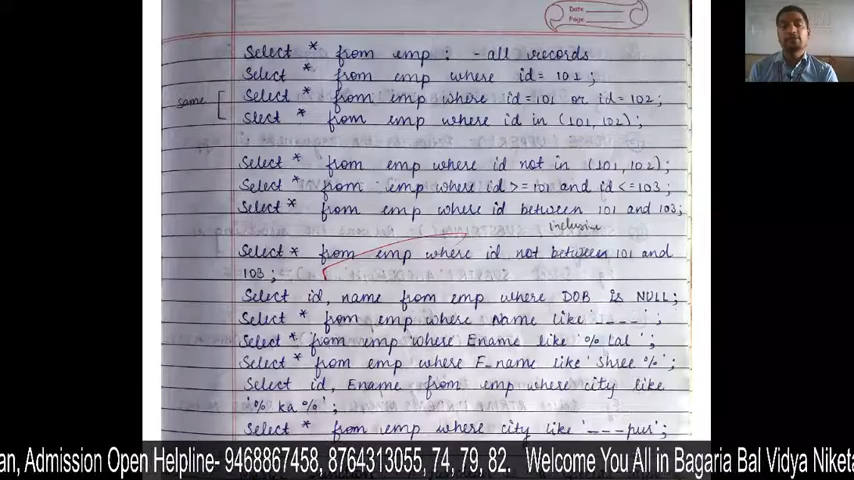 Date
Page
Select * from emp ; - all records
Select * from emp where id = 101 ;
same
Select * from emp where id = 101 or id = 102 ;
Slect * from emp where id in (101, 102) ;
Select * from emp where id not in (101, 102) ;
Select * from emp where id >= 101 and id <= 103 ;
Select * from emp where id between 101 and 103 ;
inclusive
Select * from emp where id not between 101 and
103 ;
Select id, name from emp where DOB is NULL ;
Select * from emp where Name like '_ _ _ _' ;
Select * from emp where Ename like '% Lal ' ;
Select * from emp where F_name like ' Shree %' ;
Select id, Ename from emp where city like
'% ka %' ;
Select * from emp where city like '_ _ _ pur' ;
an, Admission Open Helpline- 9468867458, 8764313055, 74, 79, 82. Welcome You All in Bagaria Bal Vidya Niketa